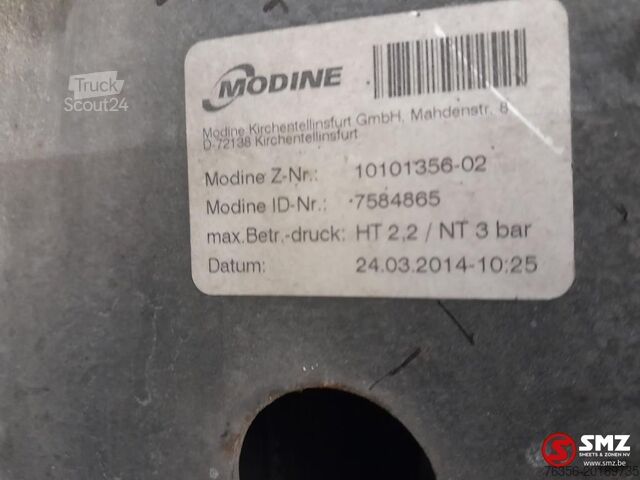 Truck
Scout24
MODINE
Modine Kirchentellinsfurt GmbH, Mahdenstr. 8
D-72138 Kirchentellinsfurt
Modine Z-Nr.: 10101356-02
Modine ID-Nr.: 7584865
max.Betr.-druck: HT 2,2 / NT 3 bar
Datum: 24.03.2014-10:25
SMZ
SMEETS & ZONEN NV
www.smz.be